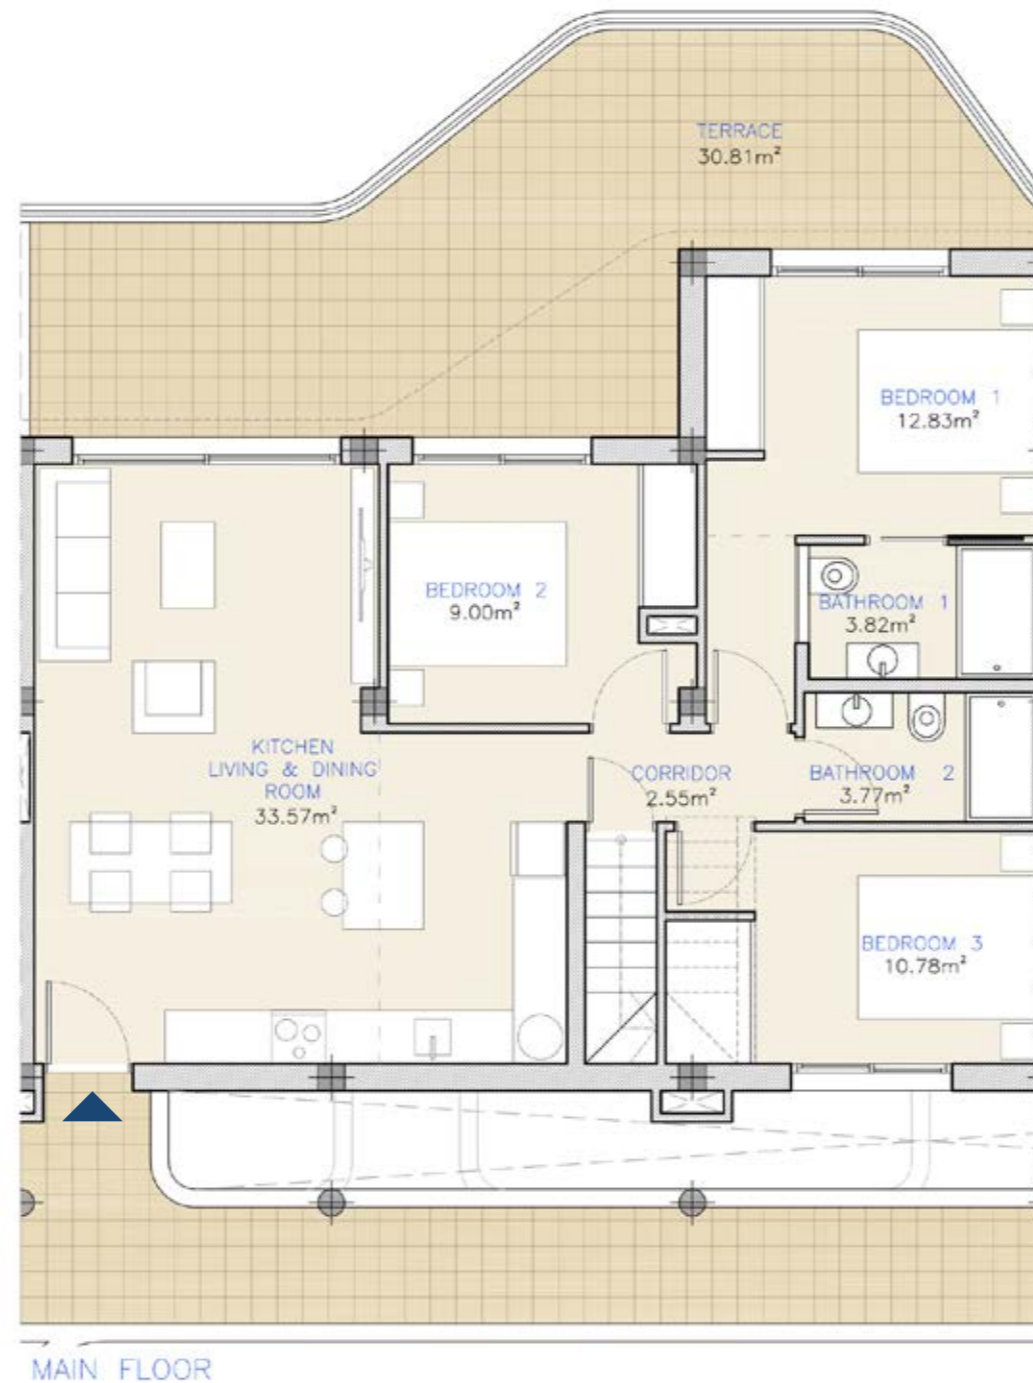 TERRACE
30.81m²
BEDROOM 1
12.83m²
BEDROOM 2
9.00m²
BATHROOM 1
3.82m²
KITCHEN
LIVING & DINING
ROOM
33.57m²
CORRIDOR
2.55m²
BATHROOM 2
3.77m²
BEDROOM 3
10.78m²
MAIN FLOOR